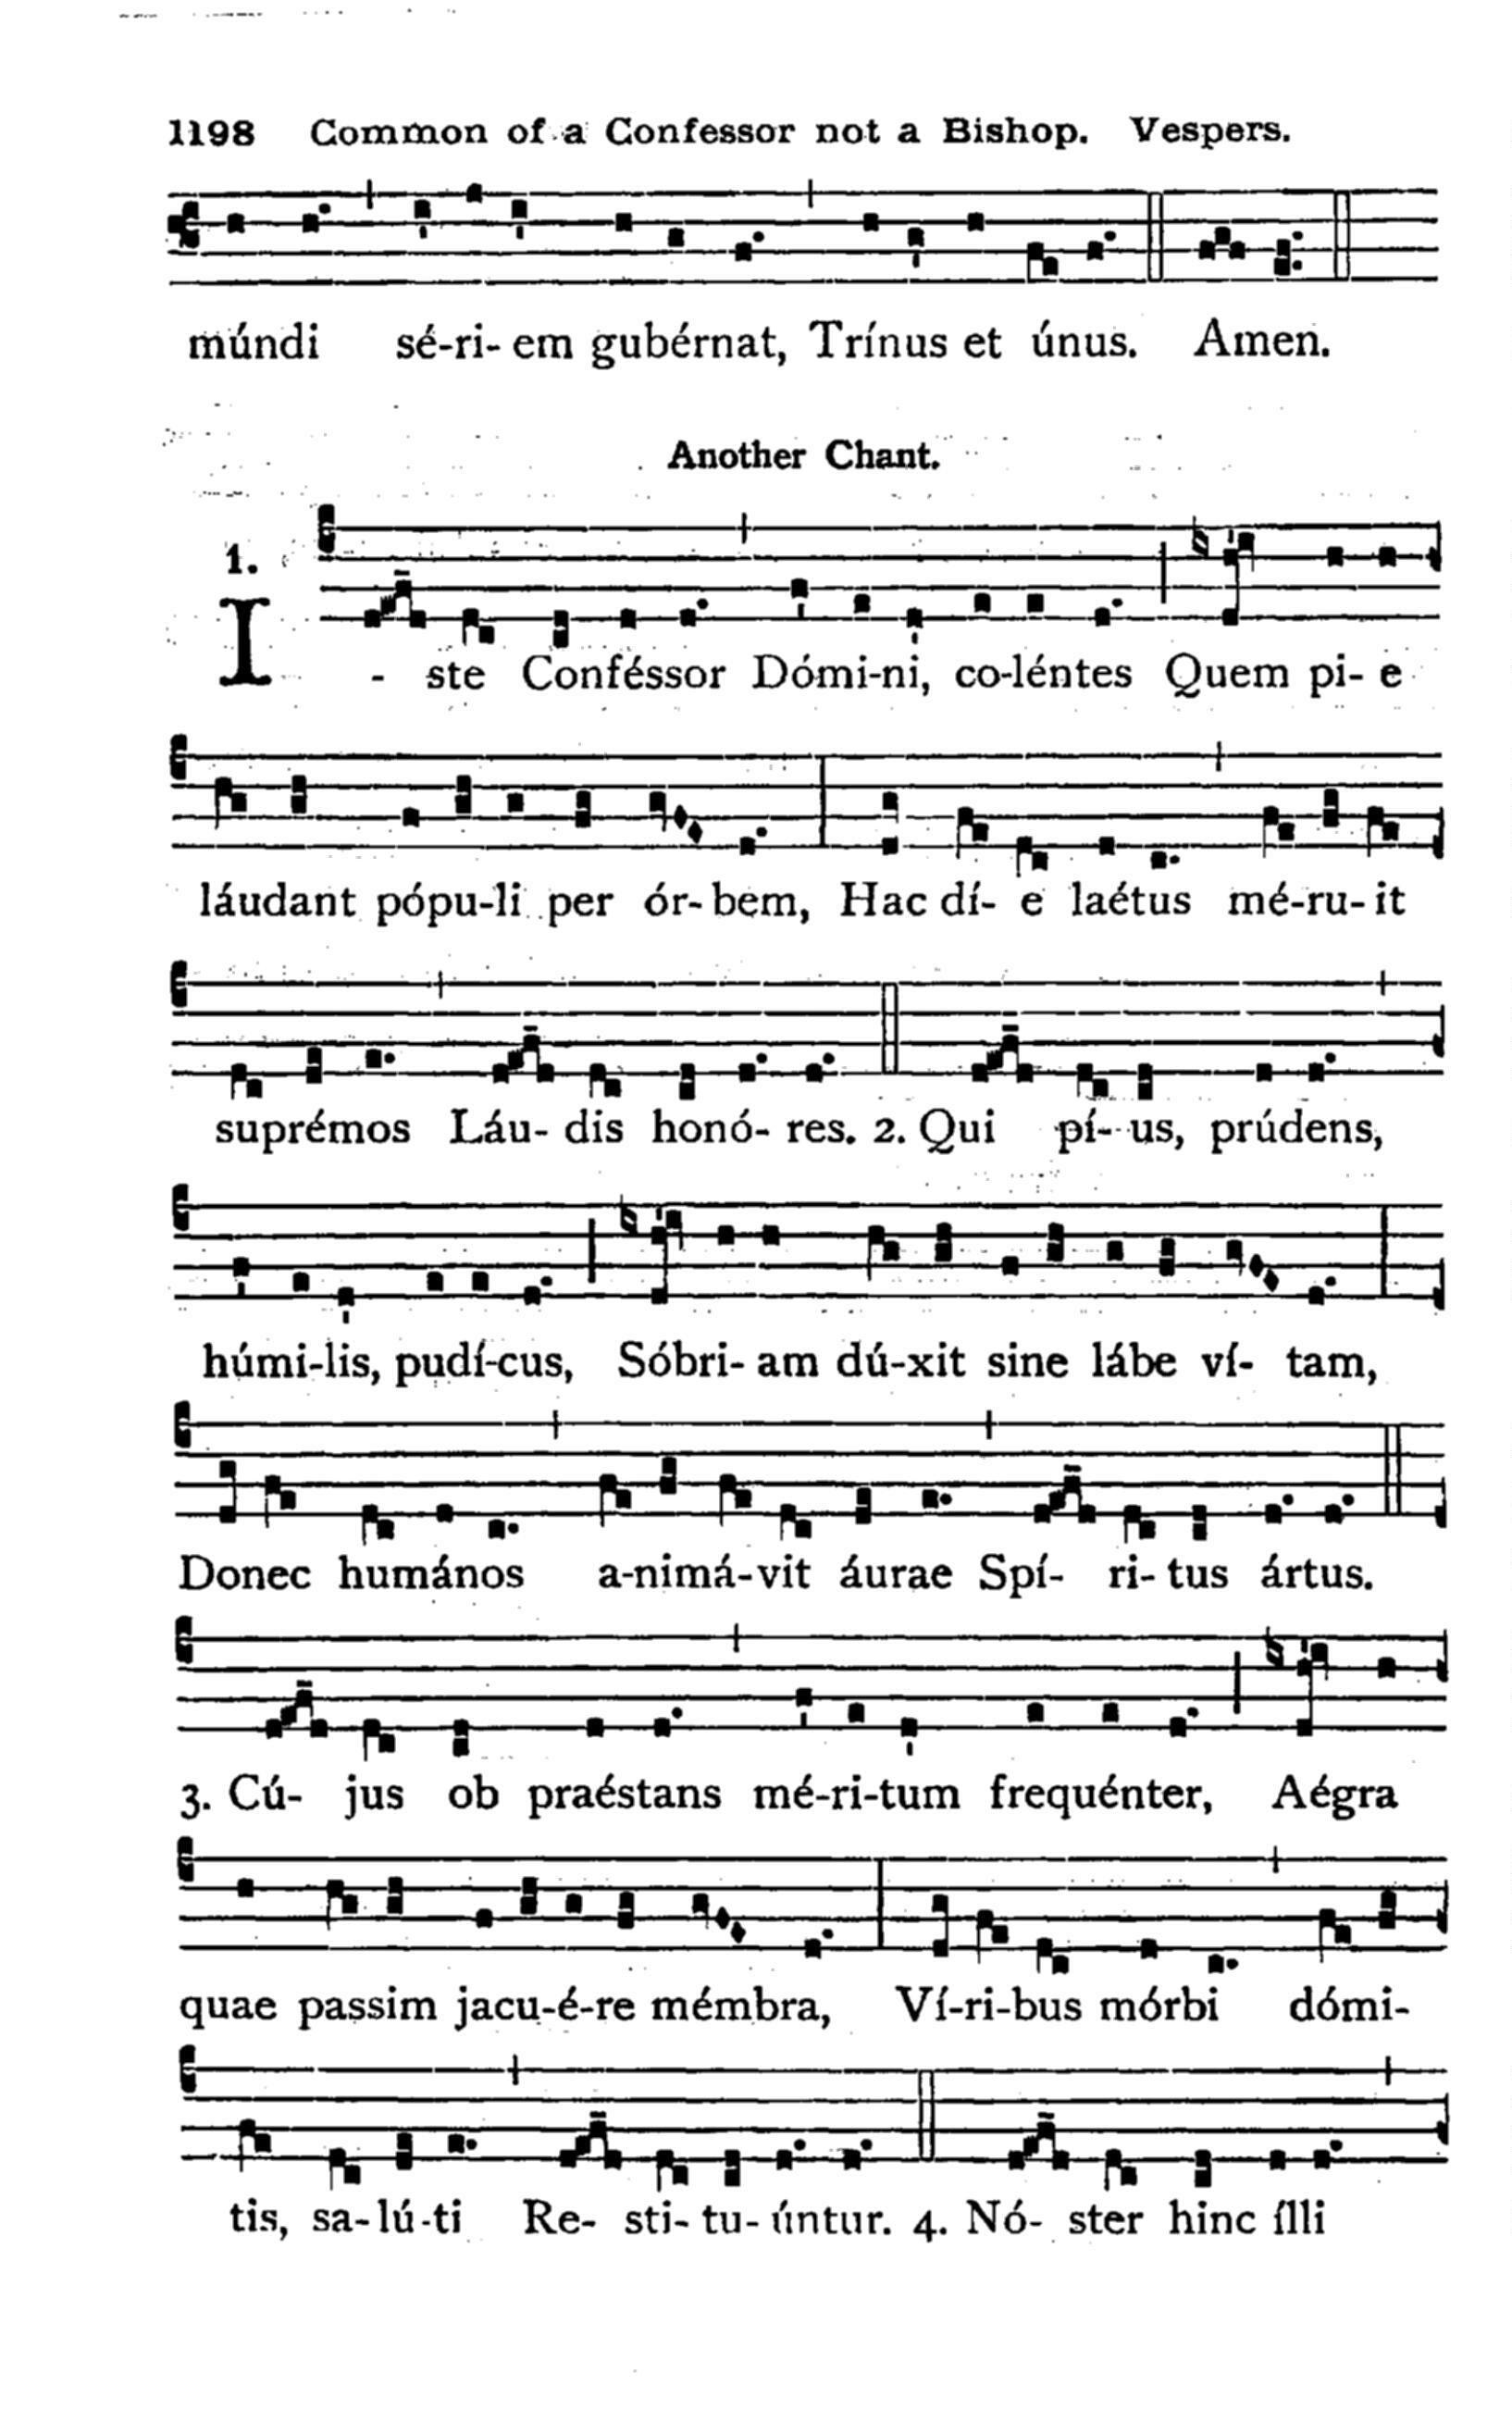 1198 Common of a Confessor not a Bishop. Vespers.
múndi sé-ri- em gubérnat, Trínus et únus. Amen.
Another Chant.
1.
I - ste Conféssor Dómi-ni, co-léntes Quem pi- e
láudant pópu-li per ór- bem, Hac dí- e laétus mé-ru- it
suprémos Láu- dis honó- res. 2. Qui pí- us, prúdens,
húmi-lis, pudí-cus, Sóbri- am dú-xit sine lábe ví- tam,
Donec humános a-nimá-vit áurae Spí- ri- tus ártus.
3. Cú- jus ob praéstans mé-ri-tum frequénter, Aégra
quae passim jacu-é-re mémbra, Ví-ri-bus mórbi dómi-
tis, sa- lú -ti Re- sti- tu- úntur. 4. Nó- ster hinc ílli